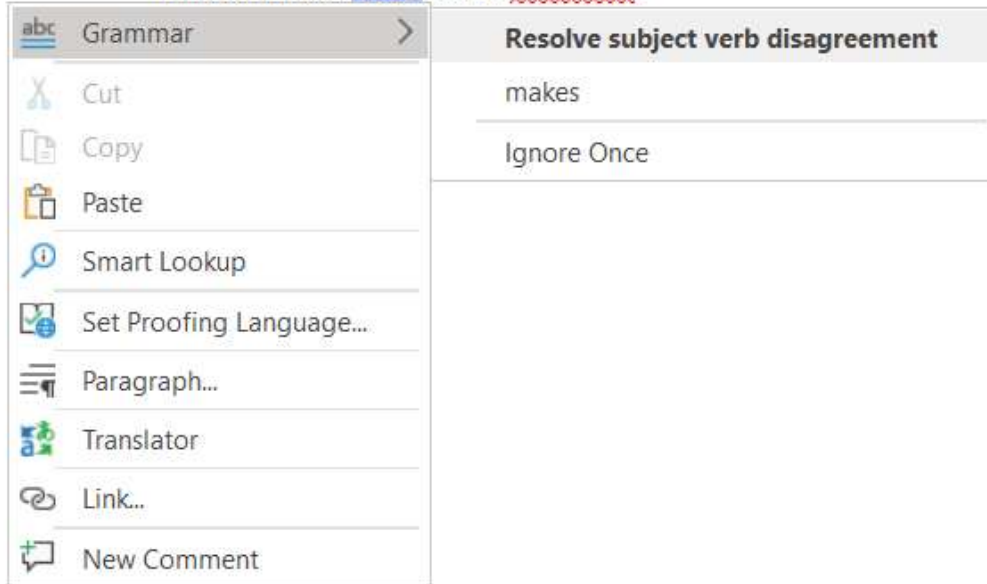 abc Grammar
Cut
Copy
Paste
Smart Lookup
Set Proofing Language...
Paragraph...
Translator
Link...
New Comment
Resolve subject verb disagreement
makes
Ignore Once